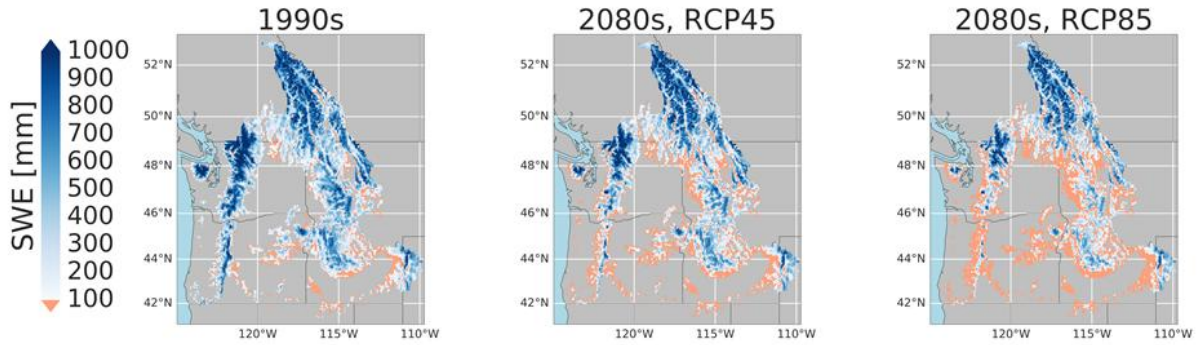 1990s
2080s, RCP45
2080s, RCP85
SWE [mm]
1000
900
800
700
600
500
400
300
200
100
52°N
50°N
48°N
46°N
44°N
42°N
120°W
115°W
110°W
52°N
50°N
48°N
46°N
44°N
42°N
120°W
115°W
110°W
52°N
50°N
48°N
46°N
44°N
42°N
120°W
115°W
110°W